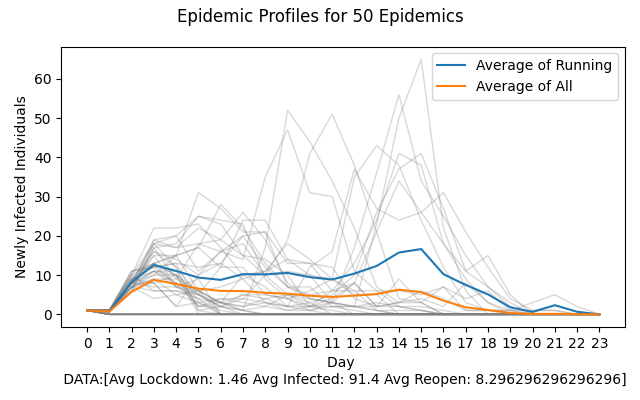 Epidemic Profiles for 50 Epidemics
Average of Running
Average of All
Newly Infected Individuals
60
50
40
30
20
10
0
0 1 2 3 4 5 6 7 8 9 10 11 12 13 14 15 16 17 18 19 20 21 22 23
Day
DATA:[Avg Lockdown: 1.46 Avg Infected: 91.4 Avg Reopen: 8.296296296296296]